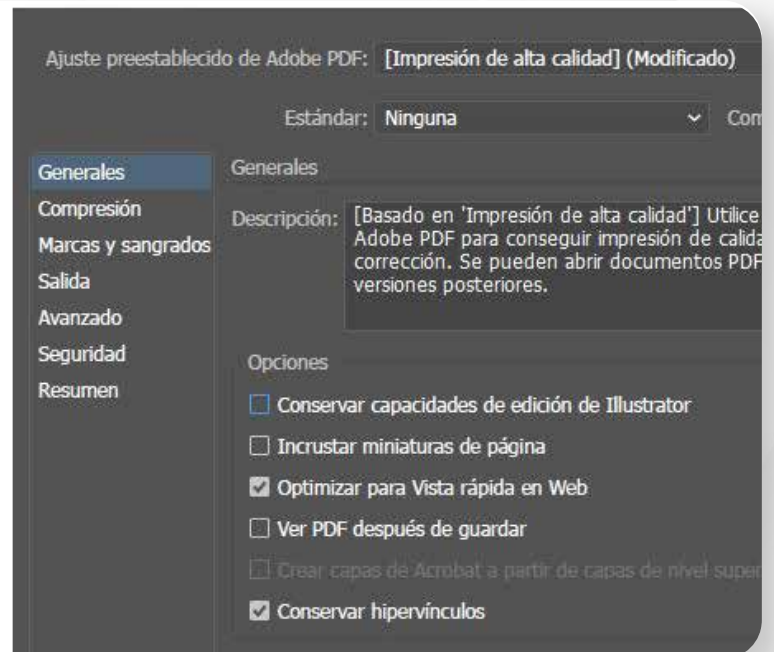 Ajuste preestablecido de Adobe PDF: [Impresión de alta calidad] (Modificado)
Estándar: Ninguna Com
Generales
Compresión
Marcas y sangrados
Salida
Avanzado
Seguridad
Resumen
Generales
Descripción: [Basado en 'Impresión de alta calidad'] Utilice
Adobe PDF para conseguir impresión de calida
corrección. Se pueden abrir documentos PDF
versiones posteriores.
Opciones
Conservar capacidades de edición de Illustrator
Incrustar miniaturas de página
Optimizar para Vista rápida en Web
Ver PDF después de guardar
Crear capas de Acrobat a partir de capas de nivel super
Conservar hipervínculos